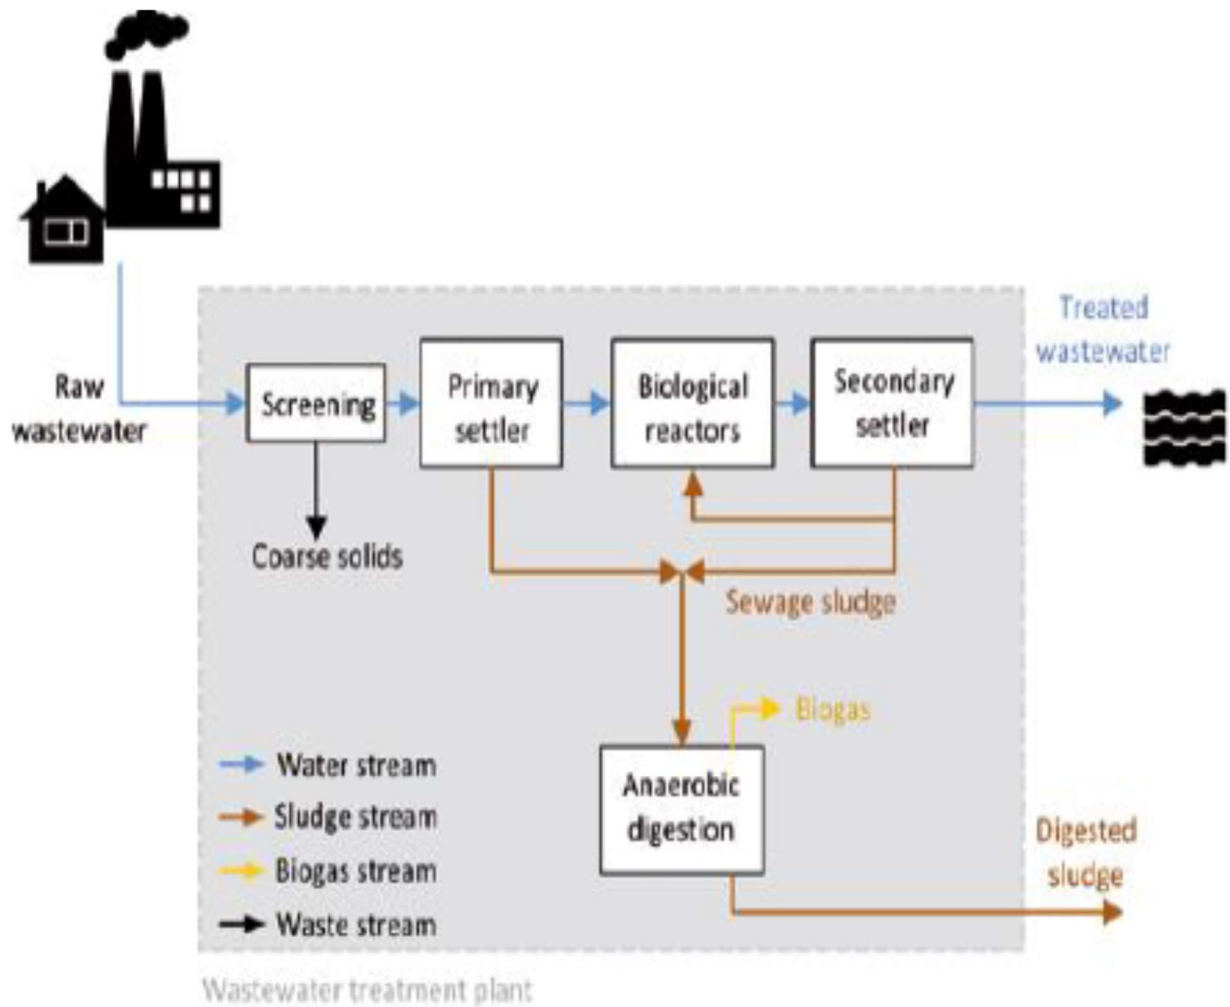 Treated
wastewater
Raw
wastewater
Screening
Primary
settler
Biological
reactors
Secondary
settler
Coarse solids
Sewage sludge
Biogas
Anaerobic
digestion
Water stream
Sludge stream
Biogas stream
Waste stream
Digested
sludge
Wastewater treatment plant